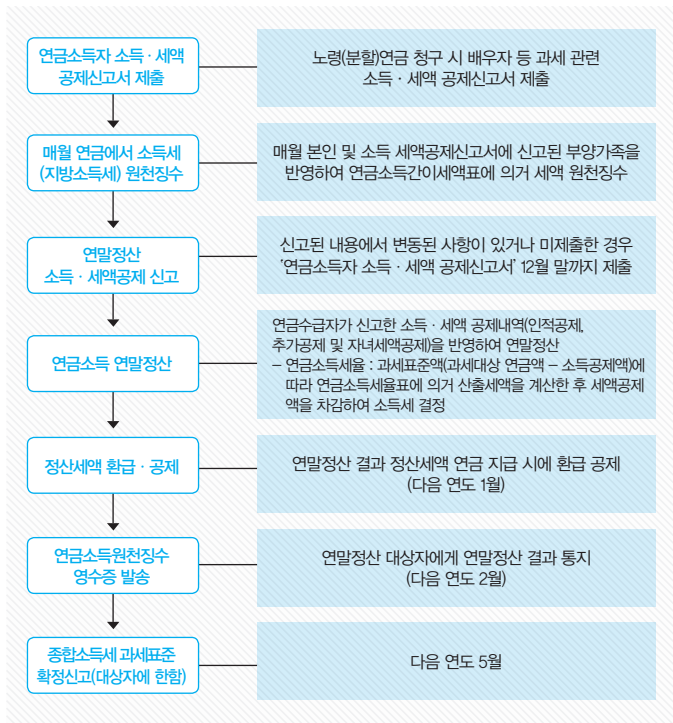 연금소득자 소득 · 세액
공제신고서 제출
노령(분할)연금 청구 시 배우자 등 과세 관련
소득 · 세액 공제신고서 제출
매월 연금에서 소득세
(지방소득세) 원천징수
매월 본인 및 소득 세액공제신고서에 신고된 부양가족을
반영하여 연금소득간이세액표에 의거 세액 원천징수
연말정산
소득 · 세액공제 신고
신고된 내용에서 변동된 사항이 있거나 미제출한 경우
'연금소득자 소득 · 세액 공제신고서' 12월 말까지 제출
연금소득 연말정산
연금수급자가 신고한 소득 · 세액 공제내역(인적공제,
추가공제 및 자녀세액공제)을 반영하여 연말정산
– 연금소득세율 : 과세표준액(과세대상 연금액 – 소득공제액)에
따라 연금소득세율표에 의거 산출세액을 계산한 후 세액공제
액을 차감하여 소득세 결정
정산세액 환급 · 공제
연말정산 결과 정산세액 연금 지급 시에 환급 공제
(다음 연도 1월)
연금소득원천징수
영수증 발송
연말정산 대상자에게 연말정산 결과 통지
(다음 연도 2월)
종합소득세 과세표준
확정신고(대상자에 한함)
다음 연도 5월